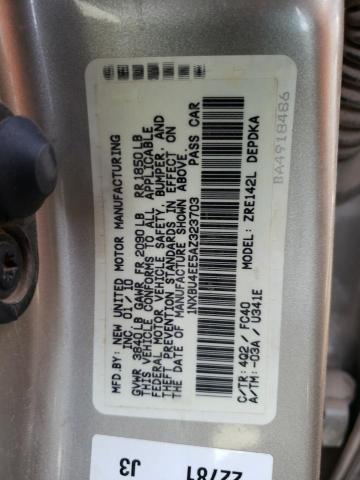 MFD. BY: NEW UNITED MOTOR MANUFACTURING
INC. 01/10
GVWR 3840LB GAWR FR 2090LB RR 1850LB
THIS VEHICLE CONFORMS TO ALL APPLICABLE
FEDERAL MOTOR VEHICLE SAFETY, BUMPER, AND
THEFT PREVENTION STANDARDS IN EFFECT ON
THE DATE OF MANUFACTURE SHOWN ABOVE.
1NXBU4EE5AZ323703 PASS CAR
C/TR: 4Q2 / FC40 MODEL: ZRE142L DEPDKA
A/TM: -03A / U341E
BA4918486
22781
J3